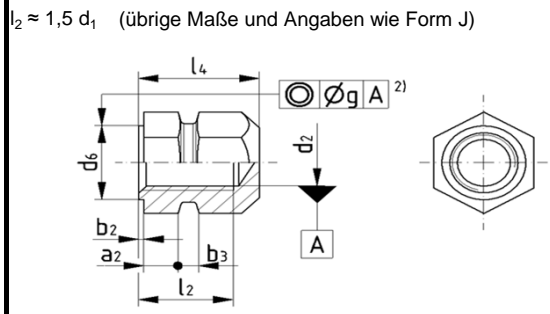 l₂ ≈ 1,5 d₁ (übrige Maße und Angaben wie Form J)
l₄
Øg A ²⁾
d₆
d₂
b₂
a₂ b₃
A
l₂